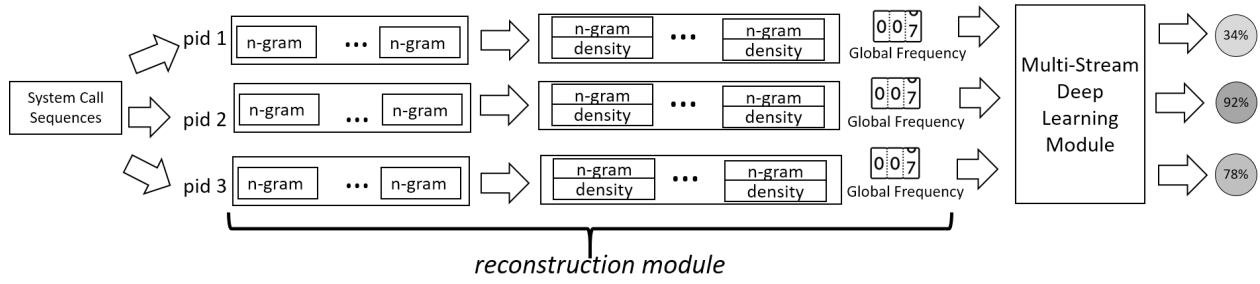 System Call
Sequences
pid 1
n-gram
...
n-gram
n-gram
density
...
n-gram
density
007
Global Frequency
pid 2
n-gram
...
n-gram
n-gram
density
...
n-gram
density
007
Global Frequency
pid 3
n-gram
...
n-gram
n-gram
density
...
n-gram
density
007
Global Frequency
Multi-Stream
Deep
Learning
Module
34%
92%
78%
reconstruction module